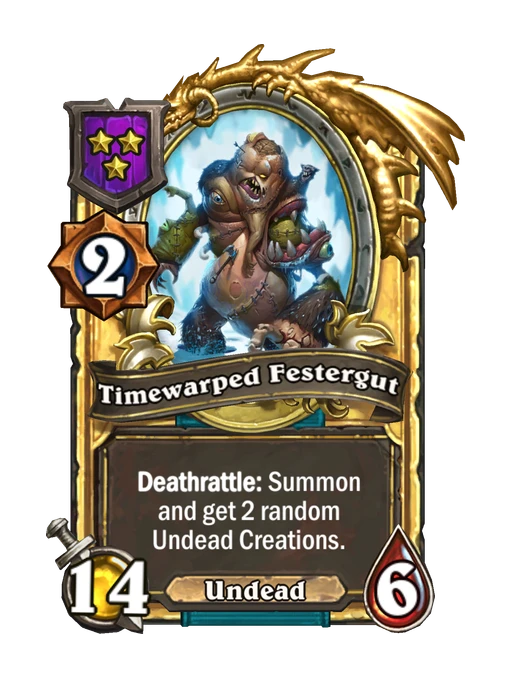 2
Timewarped Festergut
Deathrattle: Summon
and get 2 random
Undead Creations.
14
Undead
6